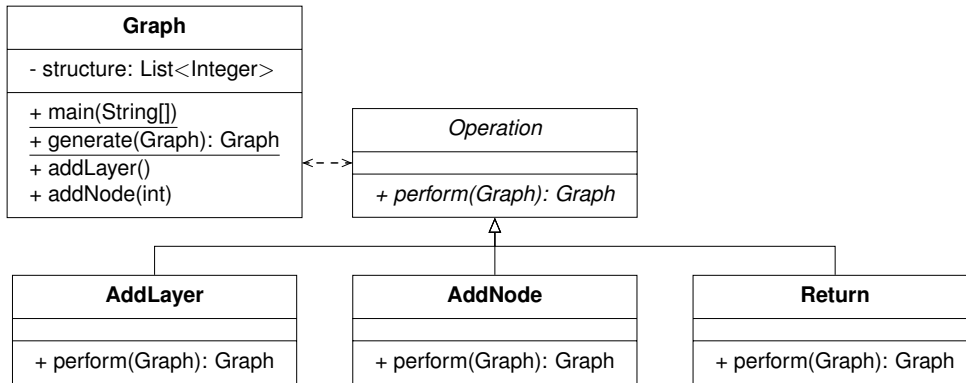 Graph
- structure: List<Integer>
+ main(String[])
+ generate(Graph): Graph
+ addLayer()
+ addNode(int)
Operation
+ perform(Graph): Graph
AddLayer
+ perform(Graph): Graph
AddNode
+ perform(Graph): Graph
Return
+ perform(Graph): Graph